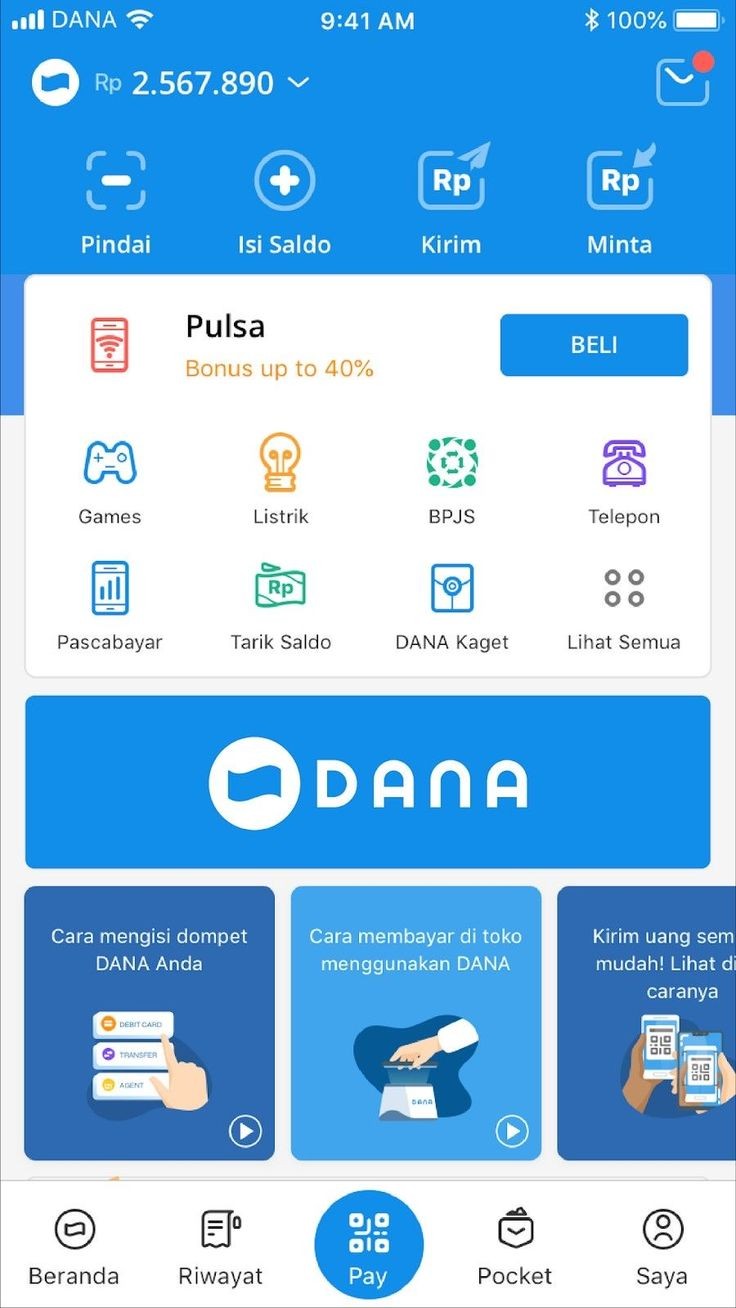 DANA 9:41 AM 100%
Rp 2.567.890
Rp Rp
Pindai Isi Saldo Kirim Minta
Pulsa
Bonus up to 40%
BELI
Games Listrik BPJS Telepon
Rp
Pascabayar Tarik Saldo DANA Kaget Lihat Semua
DANA
Cara mengisi dompet
DANA Anda
DEBIT CARD
TRANSFER
AGENT
Cara membayar di toko
menggunakan DANA
DANA
Kirim uang sem
mudah! Lihat di
caranya
Beranda Riwayat Pay Pocket Saya